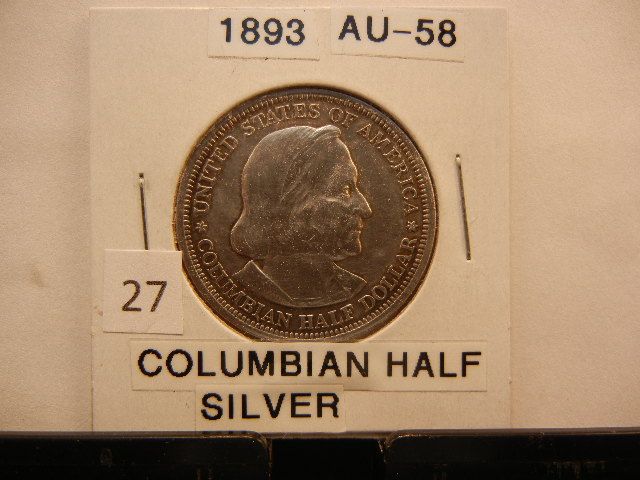 1893 AU-58
UNITED STATES OF AMERICA
COLUMBIAN HALF DOLLAR
27
COLUMBIAN HALF
SILVER